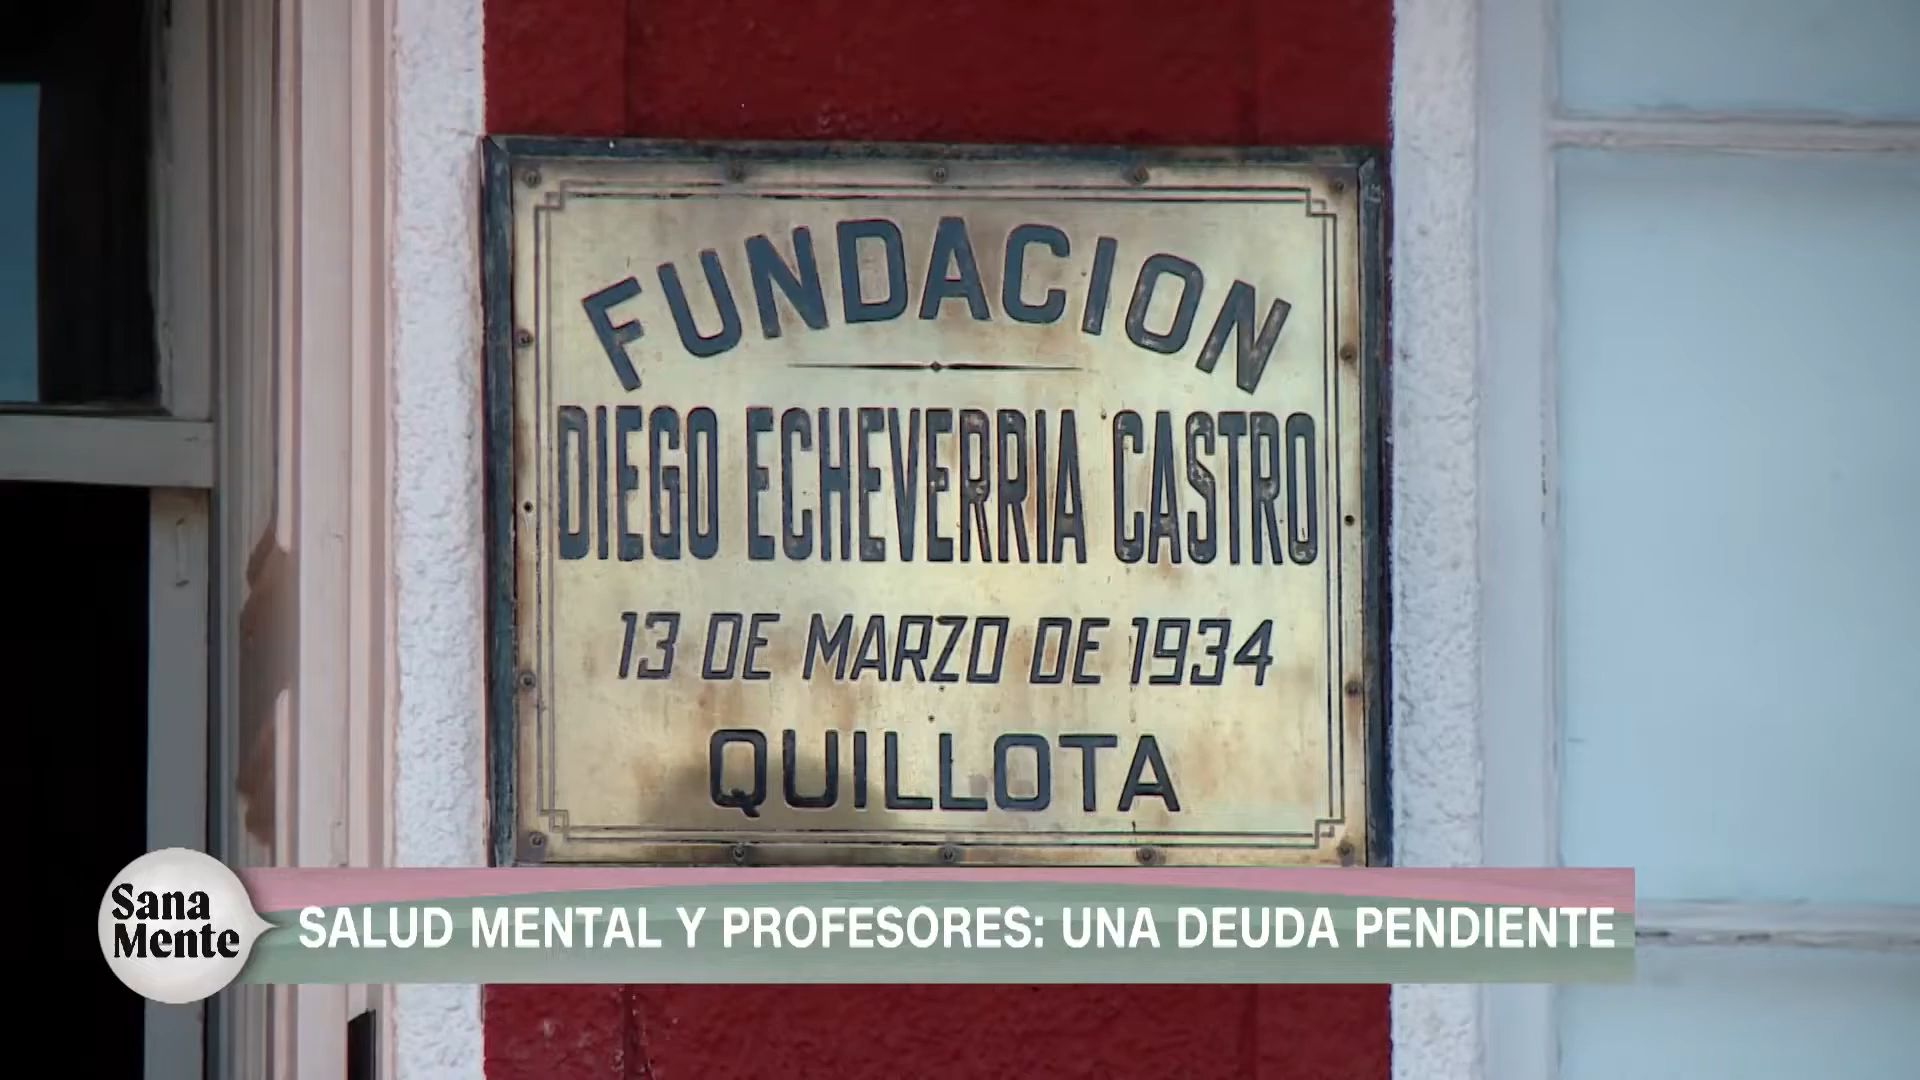 FUNDACION
DIEGO ECHEVERRIA CASTRO
13 DE MARZO DE 1934
QUILLOTA
Sana
Mente
SALUD MENTAL Y PROFESORES: UNA DEUDA PENDIENTE